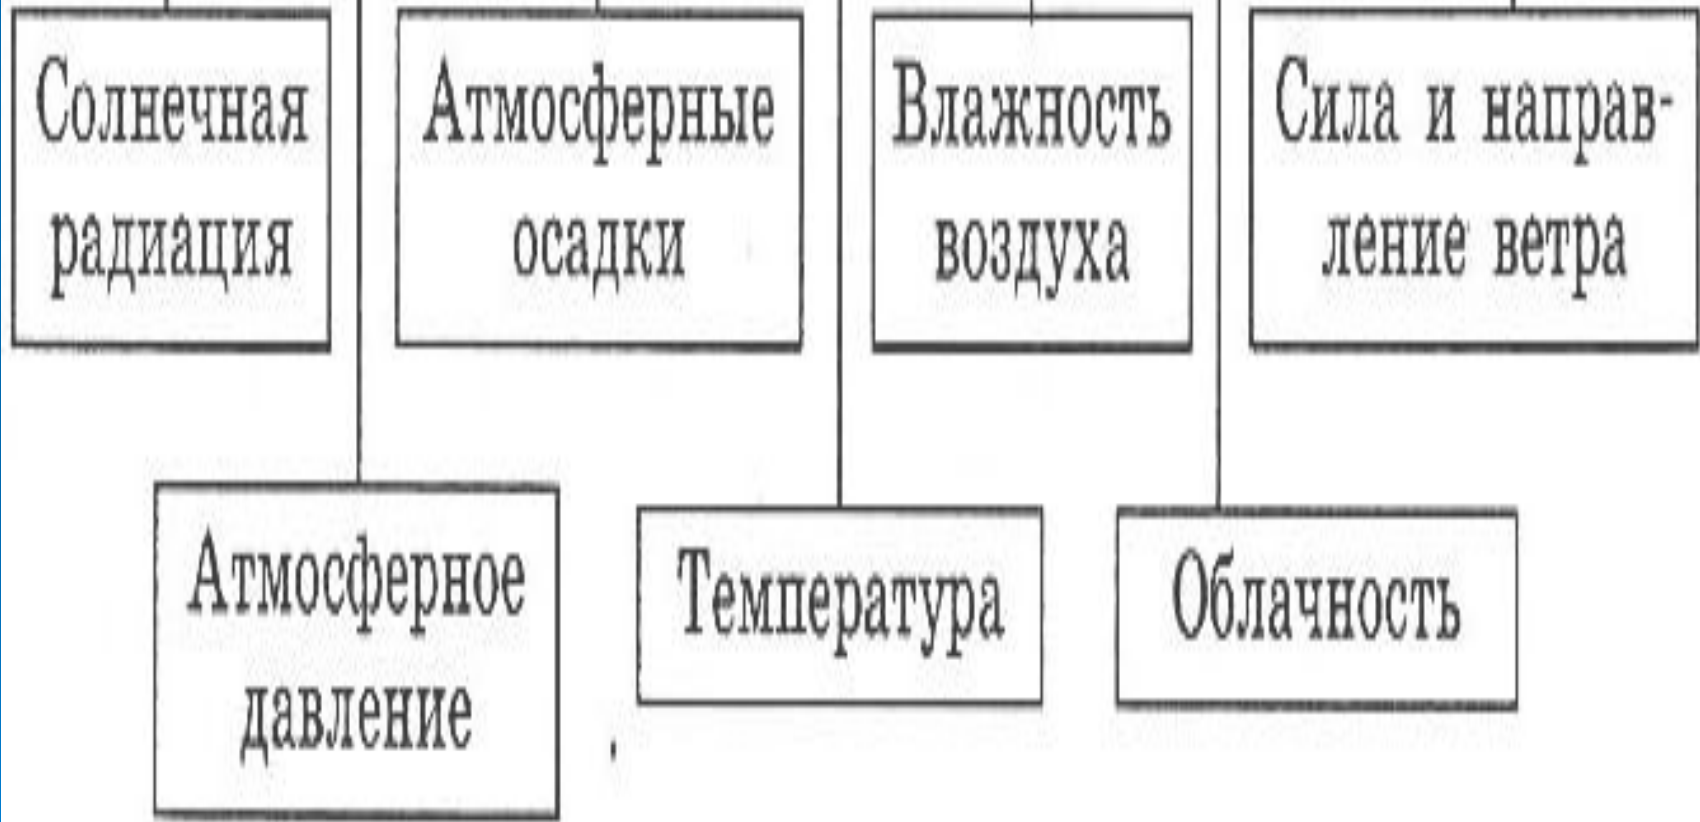 Солнечная
радиация
Атмосферные
осадки
Влажность
воздуха
Сила и направ-
ление ветра
Атмосферное
давление
Температура
Облачность